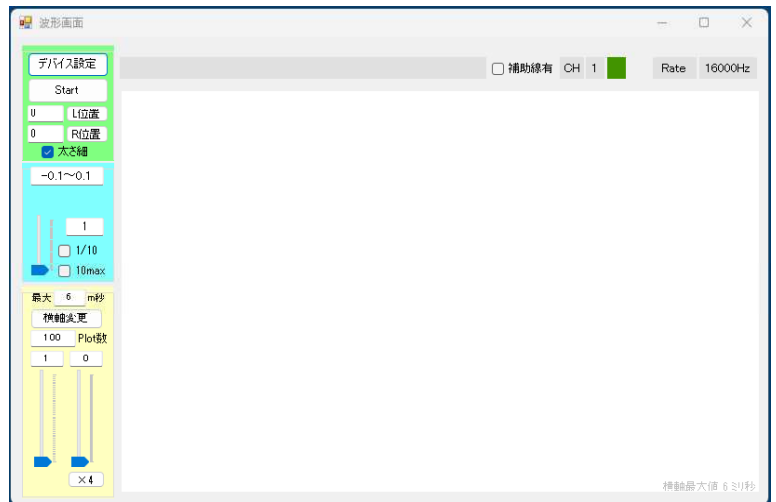 波形画面
デバイス設定
補助線有 CH 1 Rate 16000Hz
Start
0 L位置
0 R位置
太さ細
-0.1~0.1
1
1/10
10max
最大 6 m秒
横軸変更
100 Plot数
1 0
×4
横軸最大値 6 ミリ秒